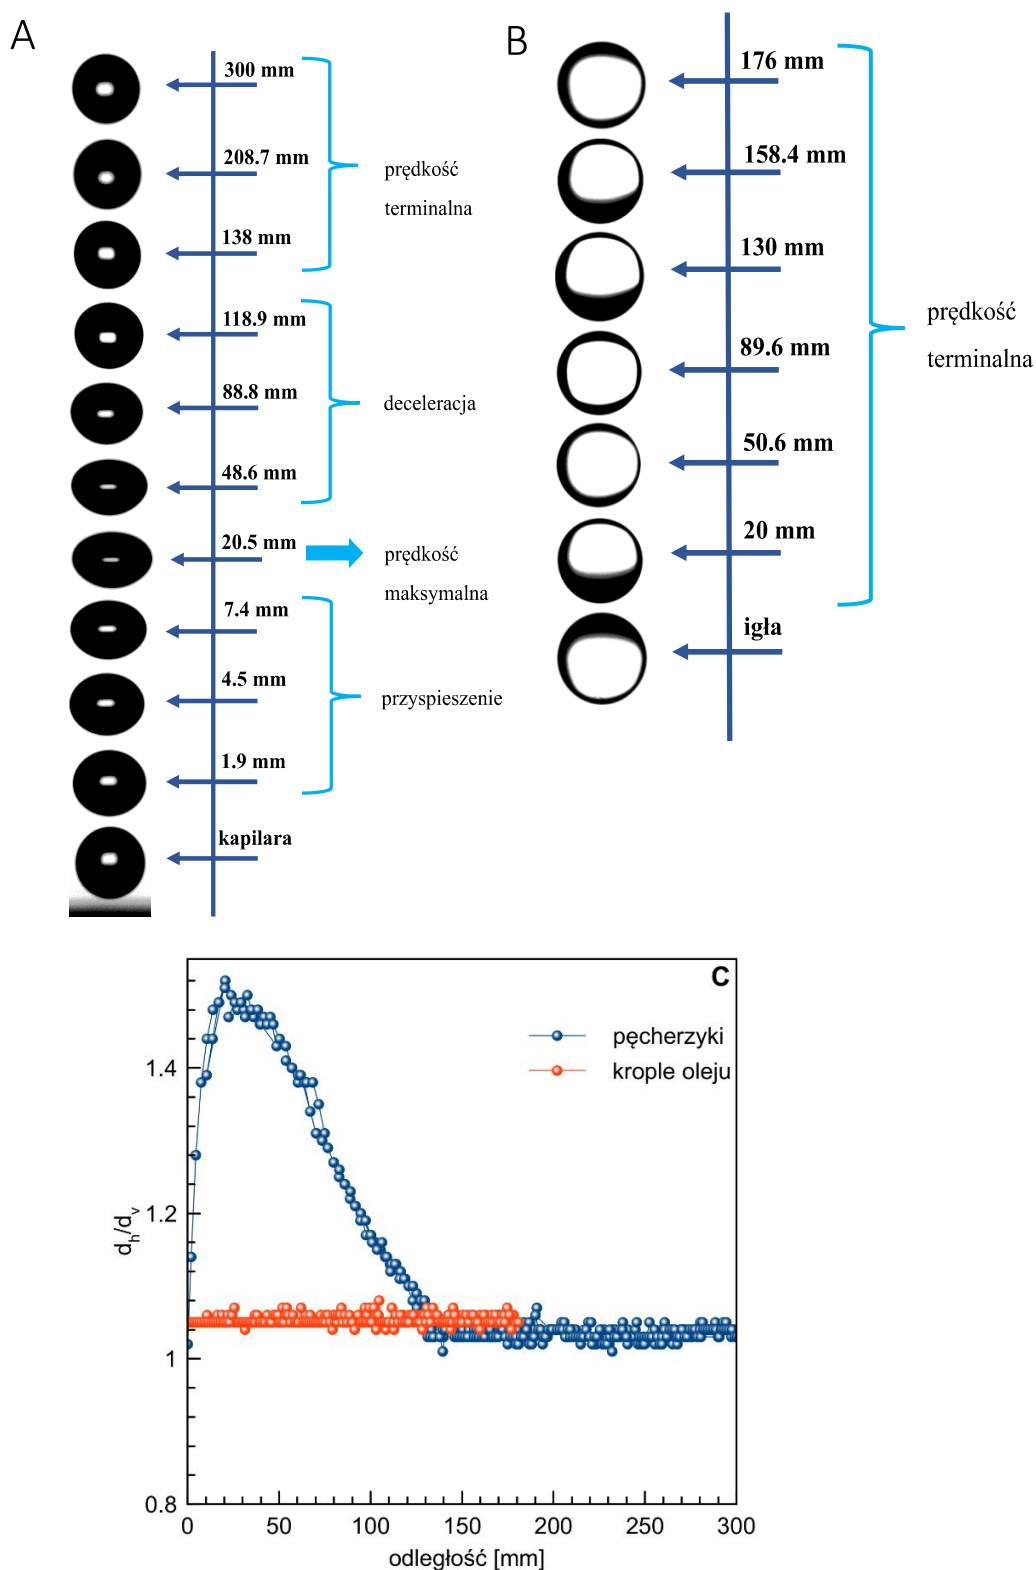 A
300 mm
208.7 mm
prędkość
terminalna
138 mm
118.9 mm
88.8 mm
deceleracja
48.6 mm
20.5 mm
prędkość
maksymalna
7.4 mm
4.5 mm
przyspieszenie
1.9 mm
kapilara
B
176 mm
158.4 mm
130 mm
prędkość
terminalna
89.6 mm
50.6 mm
20 mm
igła
C
pęcherzyki
krople oleju
1.4
1.2
1
0.8
dh/dv
0
50
100
150
200
250
300
odległość [mm]